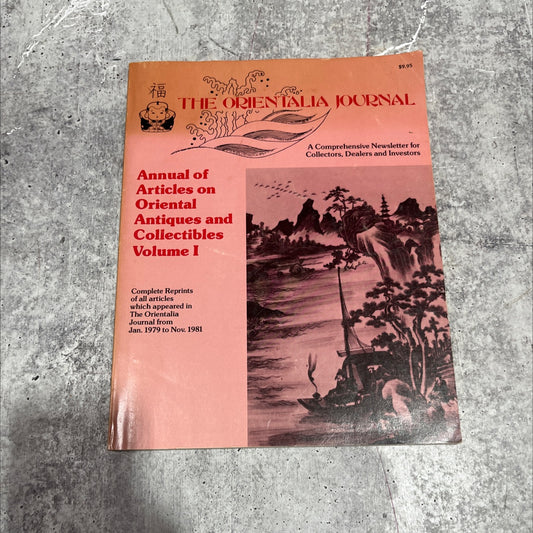 $9.95
福
THE ORIENTALIA JOURNAL
A Comprehensive Newsletter for
Collectors, Dealers and Investors
Annual of
Articles on
Oriental
Antiques and
Collectibles
Volume I
Complete Reprints
of all articles
which appeared in
The Orientalia
Journal from
Jan. 1979 to Nov. 1981